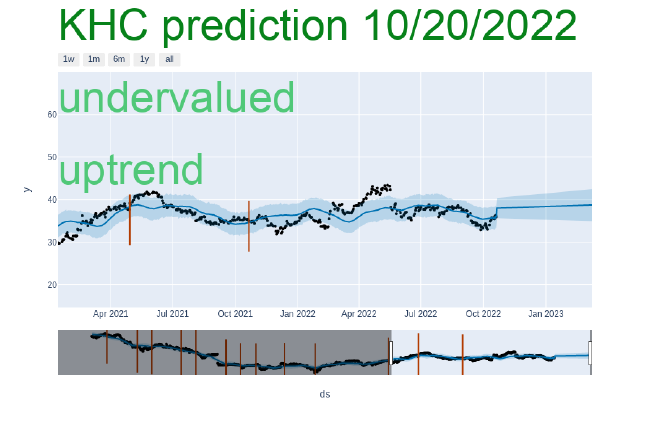 KHC prediction 10/20/2022
1w 1m 6m 1y all
undervalued
60
50
uptrend
y
40
30
20
Apr 2021 Jul 2021 Oct 2021 Jan 2022 Apr 2022 Jul 2022 Oct 2022 Jan 2023
ds